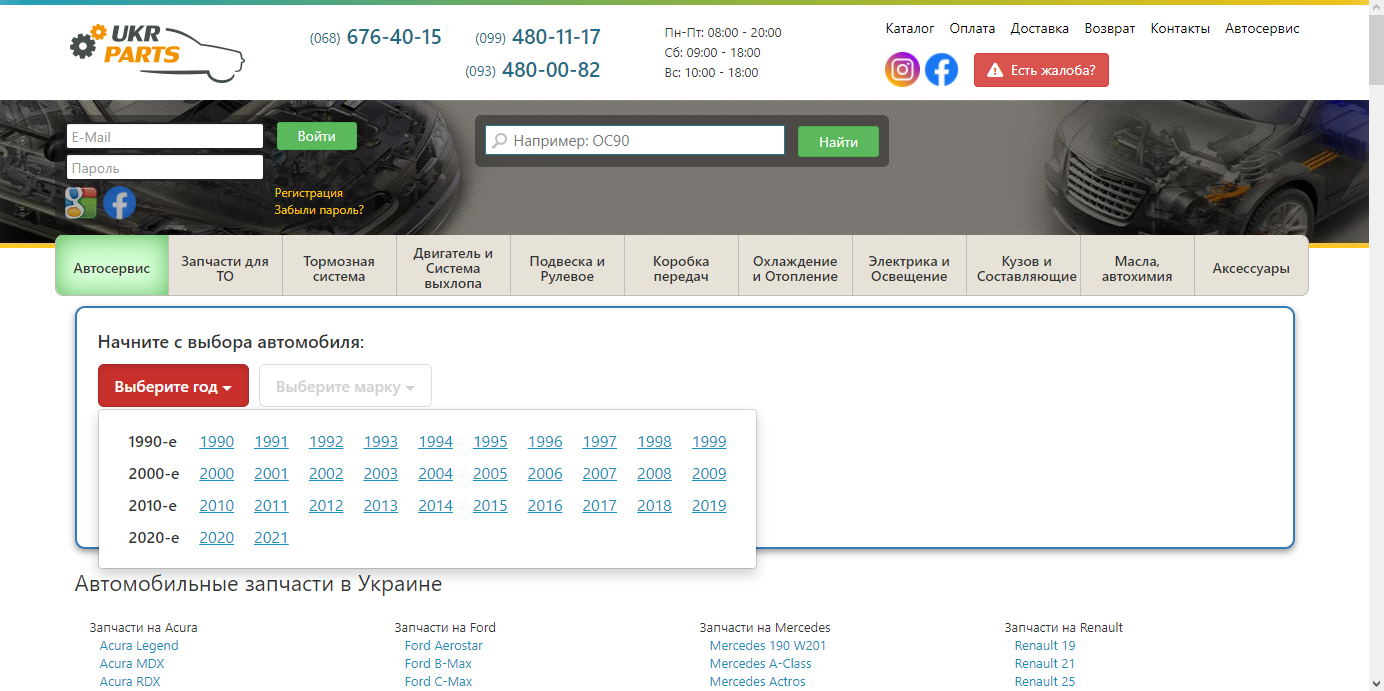 UKR
PARTS
(068) 676-40-15
(099) 480-11-17
(093) 480-00-82
Пн-Пт: 08:00 - 20:00
Сб: 09:00 - 18:00
Вс: 10:00 - 18:00
Каталог Оплата Доставка Возврат Контакты Автосервис
Есть жалоба?
E-Mail
Войти
Пароль
Регистрация
Забыли пароль?
Например: OC90
Найти
Автосервис
Запчасти для
ТО
Тормозная
система
Двигатель и
Система
выхлопа
Подвеска и
Рулевое
Коробка
передач
Охлаждение
и Отопление
Электрика и
Освещение
Кузов и
Составляющие
Масла,
автохимия
Аксессуары
Начните с выбора автомобиля:
Выберите год
Выберите марку
1990-е 1990 1991 1992 1993 1994 1995 1996 1997 1998 1999
2000-е 2000 2001 2002 2003 2004 2005 2006 2007 2008 2009
2010-е 2010 2011 2012 2013 2014 2015 2016 2017 2018 2019
2020-е 2020 2021
Автомобильные запчасти в Украине
Запчасти на Acura
Acura Legend
Acura MDX
Acura RDX
Запчасти на Ford
Ford Aerostar
Ford B-Max
Ford C-Max
Запчасти на Mercedes
Mercedes 190 W201
Mercedes A-Class
Mercedes Actros
Запчасти на Renault
Renault 19
Renault 21
Renault 25